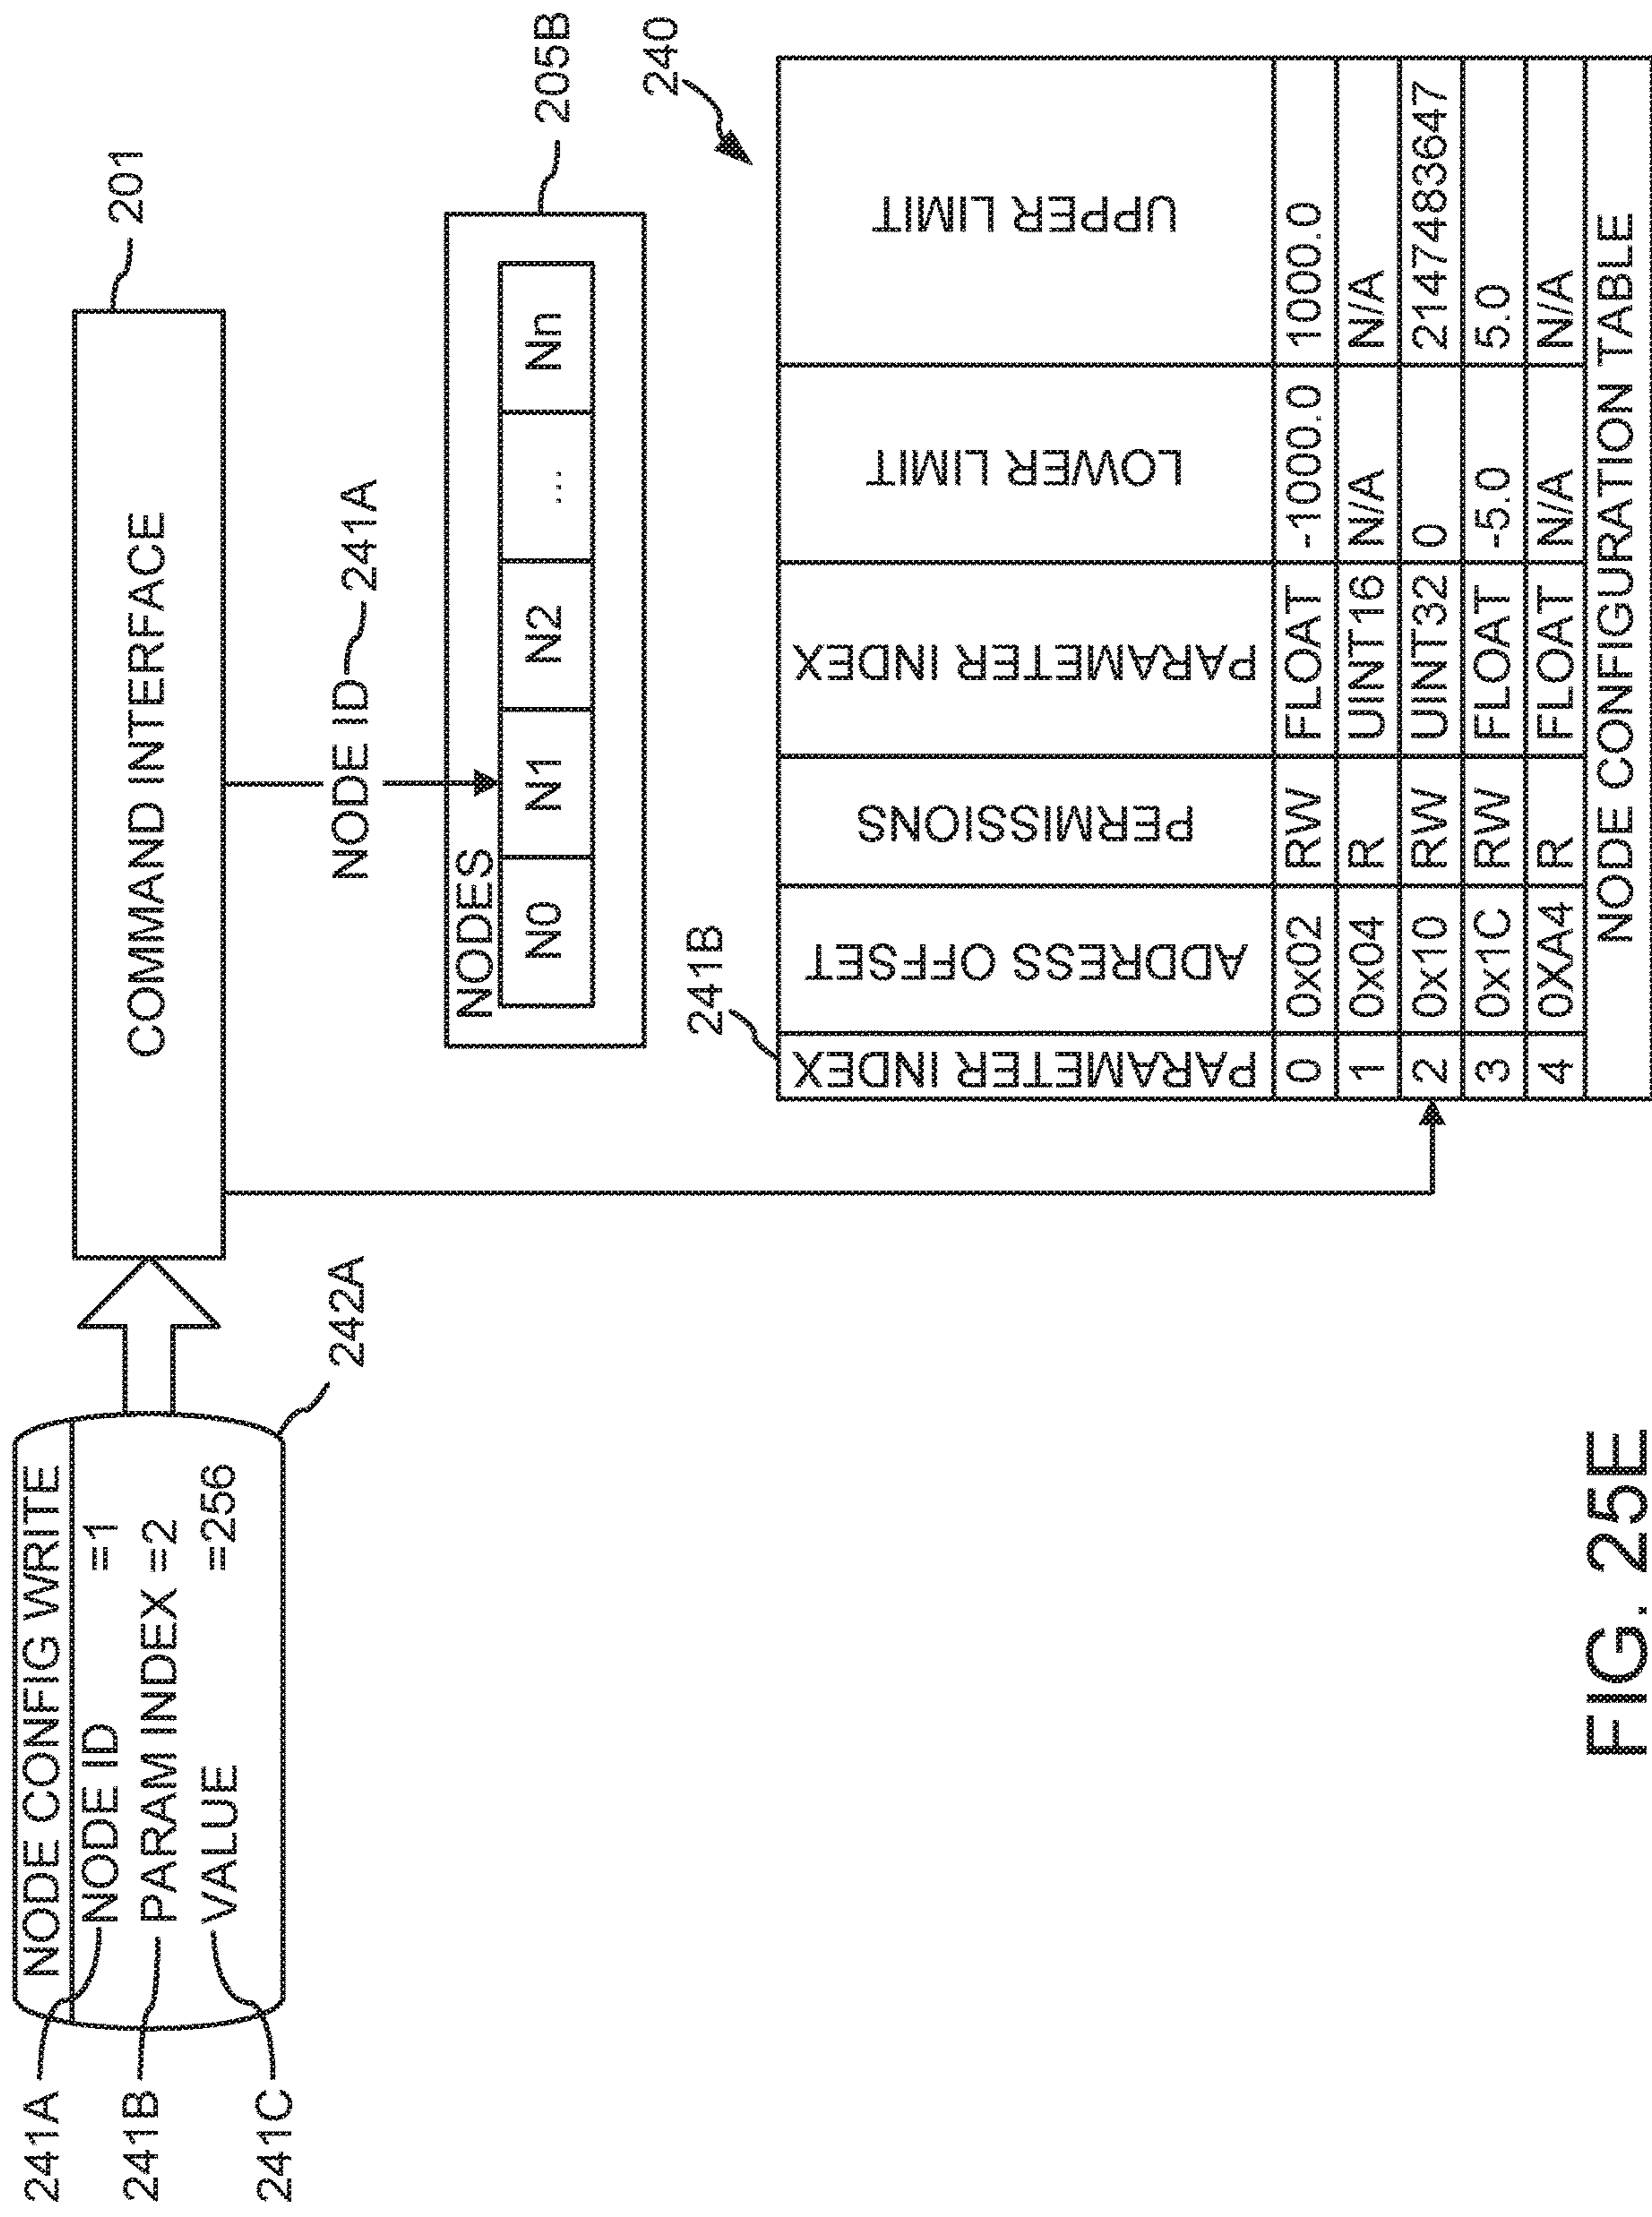 241A
241B
241C
NODE CONFIG WRITE
NODE ID =1
PARAM INDEX =2
VALUE =256
242A
COMMAND INTERFACE
201
NODE ID 241A
NODES
N0 N1 N2 ... Nn
205B
241B
240
PARAMETER INDEX ADDRESS OFFSET PERMISSIONS PARAMETER INDEX LOWER LIMIT UPPER LIMIT
0 0x02 RW FLOAT -1000.0 1000.0
1 0x04 R UINT16 N/A N/A
2 0x10 RW UINT32 0 2147483647
3 0x1C RW FLOAT -5.0 5.0
4 0XA4 R FLOAT N/A N/A
NODE CONFIGURATION TABLE
FIG. 25E